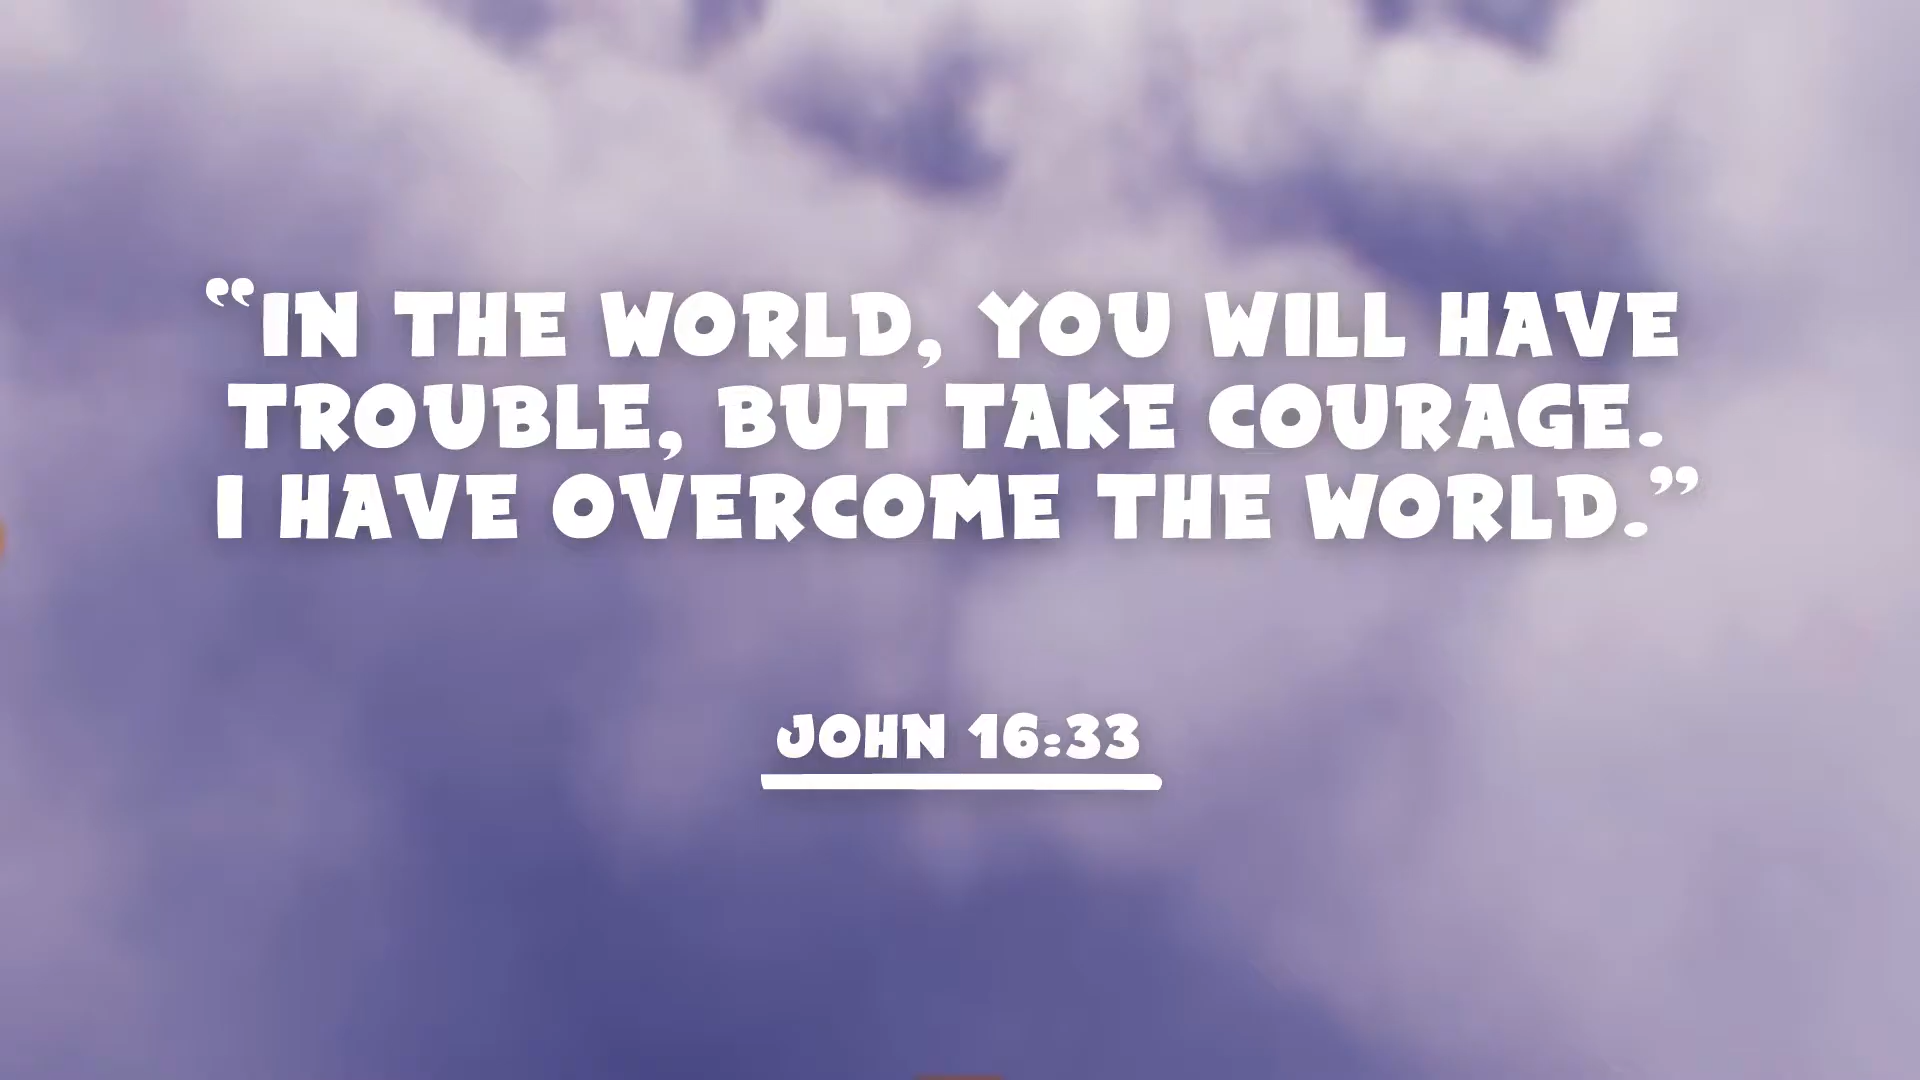 “IN THE WORLD, YOU WILL HAVE
TROUBLE, BUT TAKE COURAGE.
I HAVE OVERCOME THE WORLD.”
JOHN 16:33